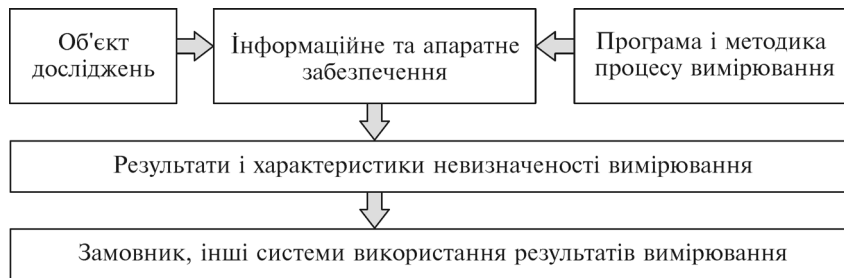 Об'єкт
досліджень
Інформаційне та апаратне
забезпечення
Програма і методика
процесу вимірювання
Результати і характеристики невизначеності вимірювання
Замовник, інші системи використання результатів вимірювання